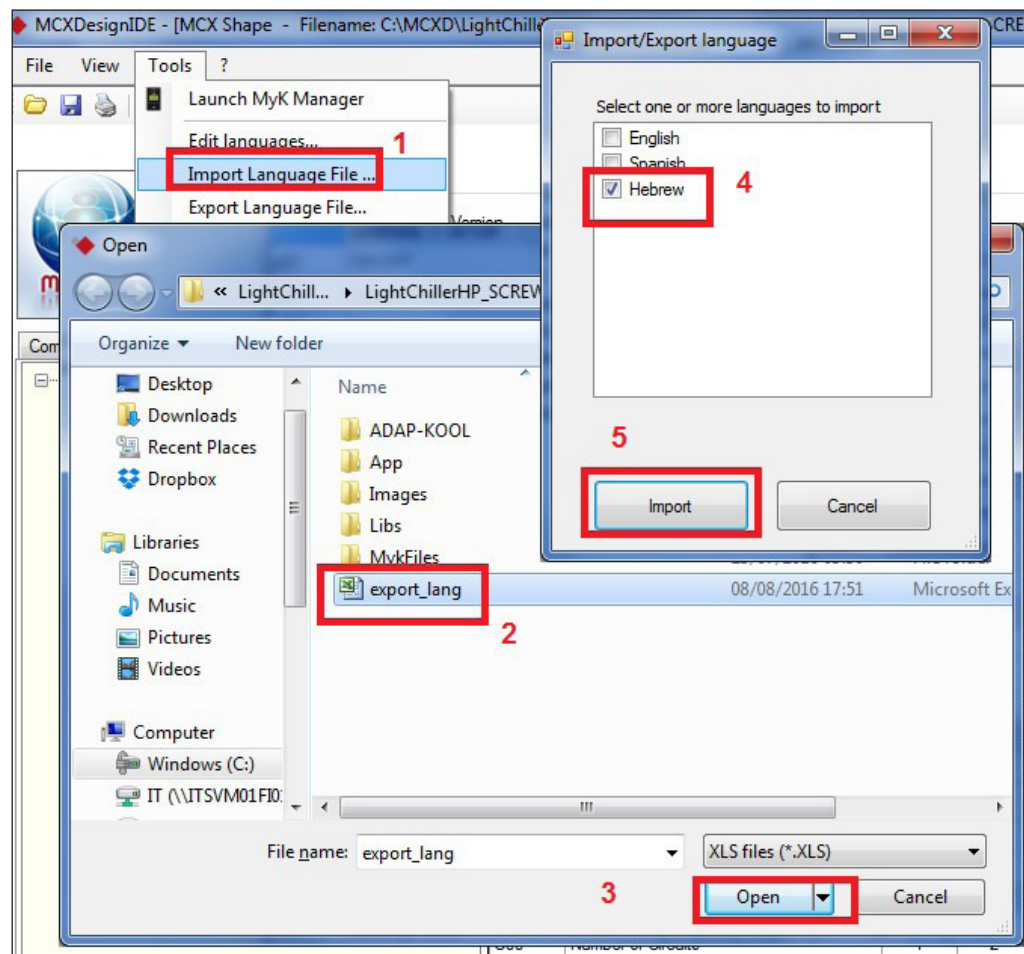 MCXDesignIDE - [MCX Shape - Filename: C:\MCXD\LightChille
File View Tools ?
Launch MyK Manager
Edit languages...
1
Import Language File ...
Export Language File...
Version
Import/Export language
Select one or more languages to import
English
Spanish
Hebrew
4
5
Import
Cancel
Open
« LightChill... ▸ LightChillerHP_SCREW
Organize ▾ New folder
Com
Desktop
Downloads
Recent Places
Dropbox
Libraries
Documents
Music
Pictures
Videos
Computer
Windows (C:)
IT (\\ITSVM01FI0
Name
ADAP-KOOL
App
Images
Libs
MykFiles
export_lang 08/08/2016 17:51 Microsoft Ex
2
File name: export_lang
XLS files (*.XLS)
3
Open
Cancel